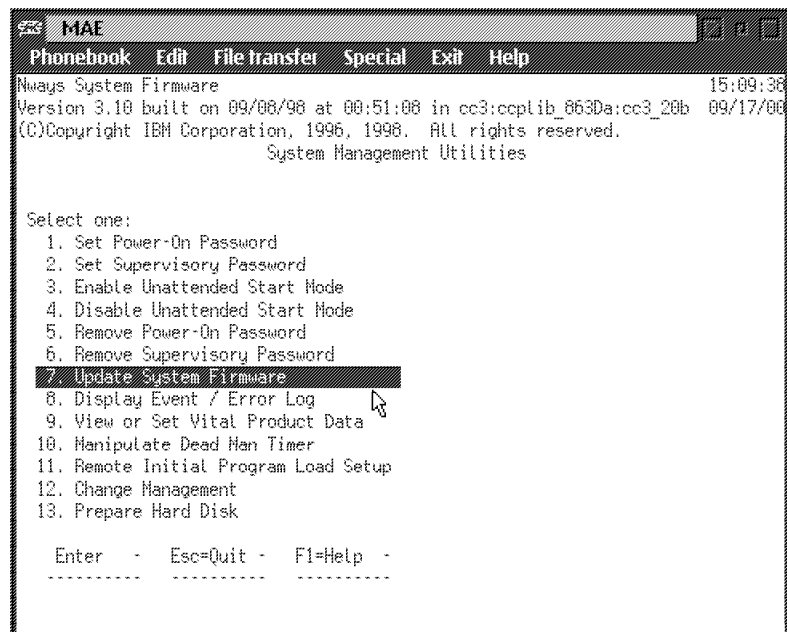 MAE
Phonebook Edit File transfer Special Exit Help
Nways System Firmware 15:09:38
Version 3.10 built on 09/08/98 at 00:51:08 in cc3:ccplib_863Da:cc3_20b 09/17/00
(C)Copyright IBM Corporation, 1996, 1998. All rights reserved.
System Management Utilities
Select one:
1. Set Power-On Password
2. Set Supervisory Password
3. Enable Unattended Start Mode
4. Disable Unattended Start Mode
5. Remove Power-On Password
6. Remove Supervisory Password
7. Update System Firmware
8. Display Event / Error Log
9. View or Set Vital Product Data
10. Manipulate Dead Man Timer
11. Remote Initial Program Load Setup
12. Change Management
13. Prepare Hard Disk
Enter - Esc=Quit - F1=Help -
---------- ---------- ----------